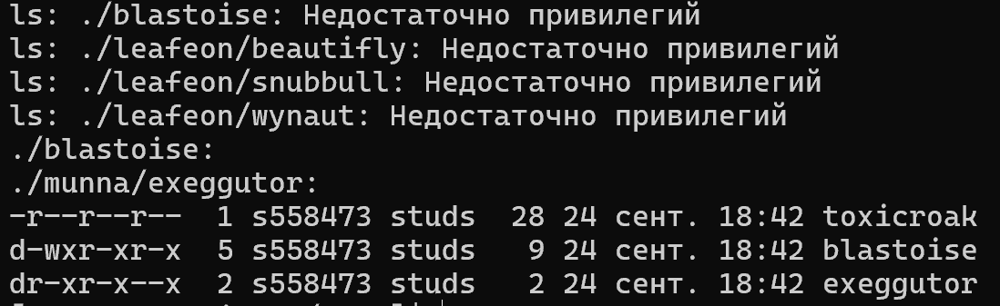 ls: ./blastoise: Недостаточно привилегий
ls: ./leafeon/beautifly: Недостаточно привилегий
ls: ./leafeon/snubbull: Недостаточно привилегий
ls: ./leafeon/wynaut: Недостаточно привилегий
./blastoise:
./munna/exeggutor:
-r--r--r--  1 s558473 studs  28 24 сент. 18:42 toxicroak
d-wxr-xr-x  5 s558473 studs   9 24 сент. 18:42 blastoise
dr-xr-x--x  2 s558473 studs   2 24 сент. 18:42 exeggutor